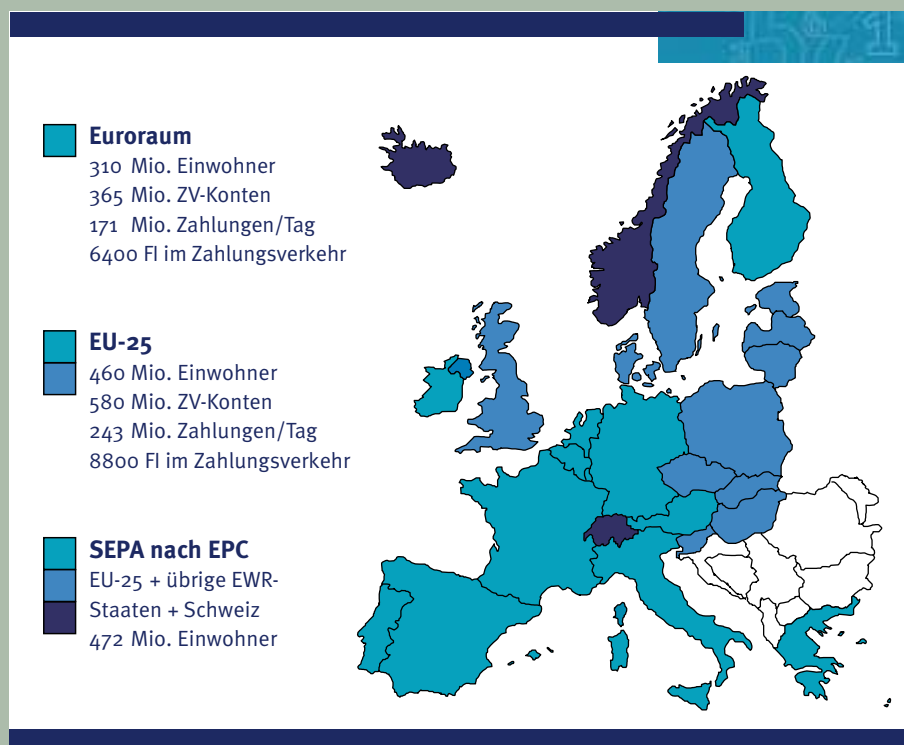 Euroraum
310 Mio. Einwohner
365 Mio. ZV-Konten
171 Mio. Zahlungen/Tag
6400 FI im Zahlungsverkehr
EU-25
460 Mio. Einwohner
580 Mio. ZV-Konten
243 Mio. Zahlungen/Tag
8800 FI im Zahlungsverkehr
SEPA nach EPC
EU-25 + übrige EWR-
Staaten + Schweiz
472 Mio. Einwohner